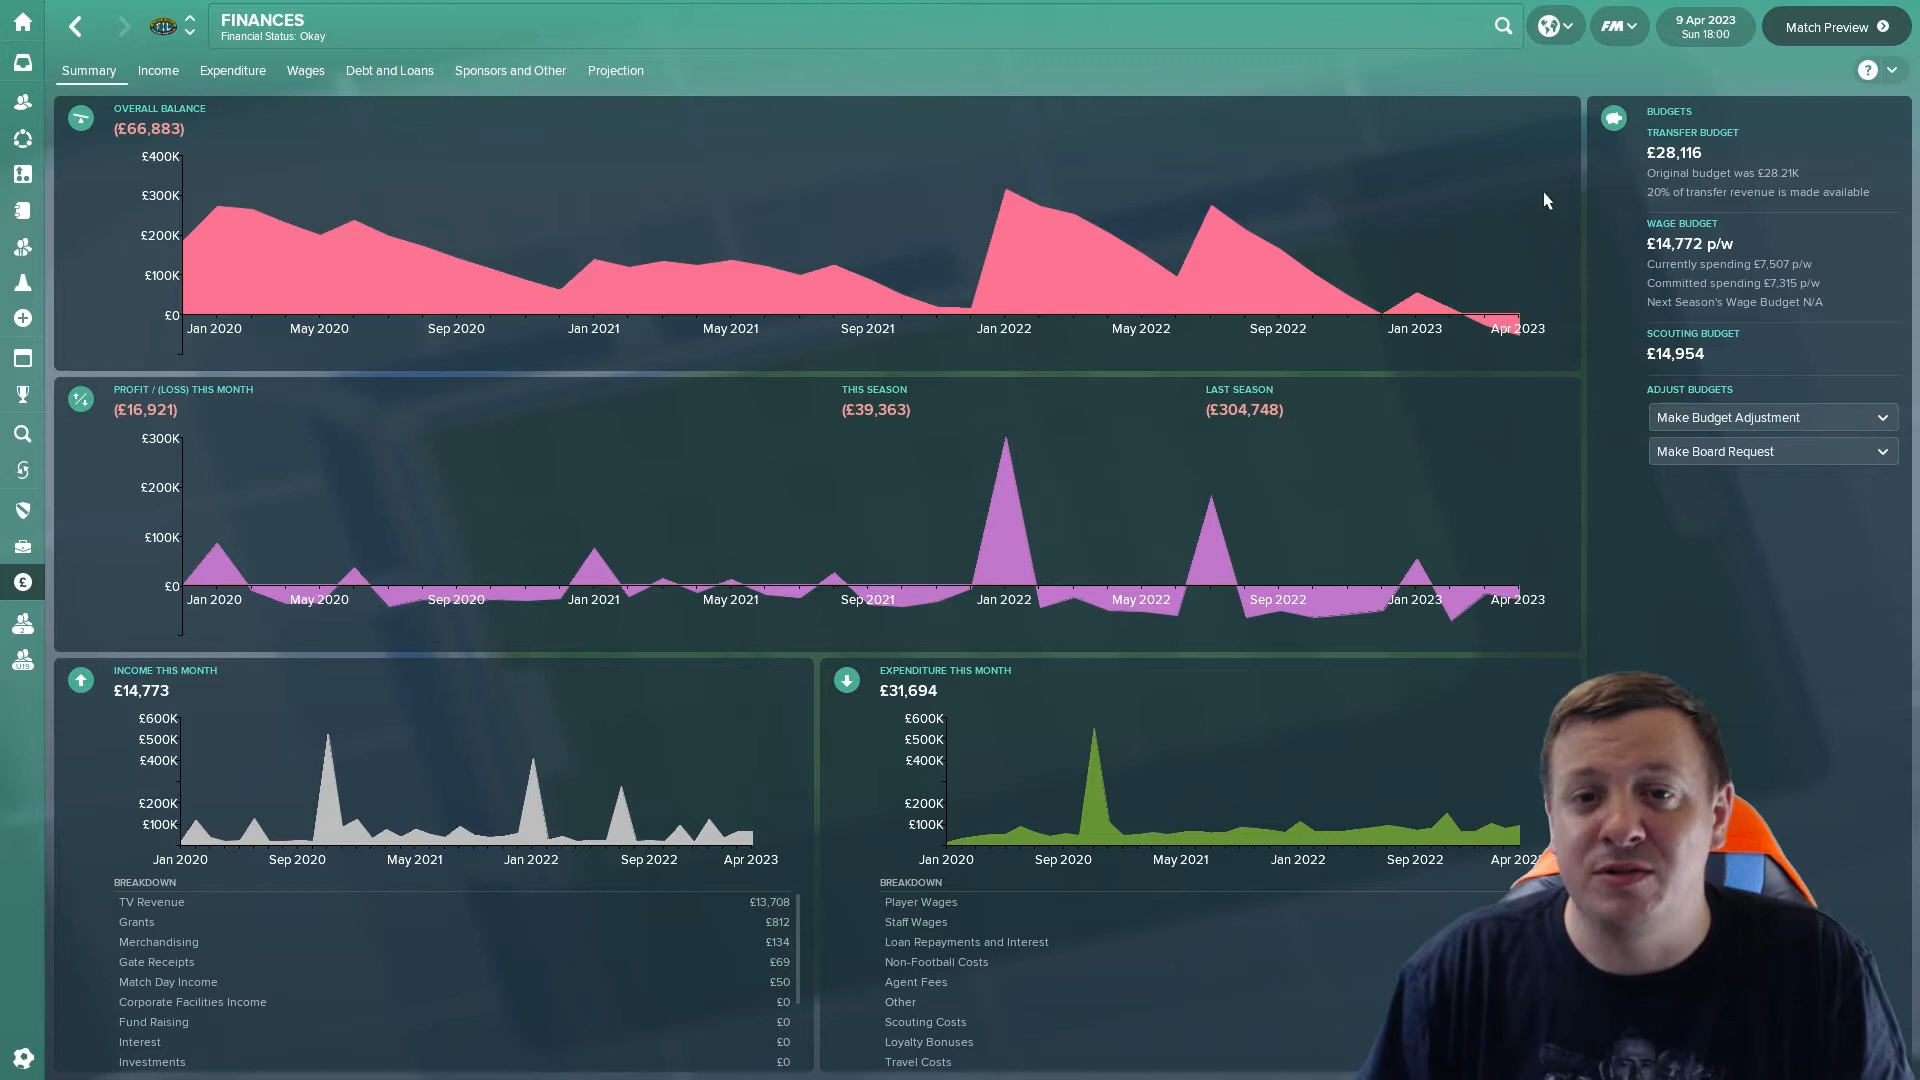 FINANCES
Financial Status: Okay
FM
9 Apr 2023
Sun 18:00
Match Preview
Summary
Income
Expenditure
Wages
Debt and Loans
Sponsors and Other
Projection
?
OVERALL BALANCE
(£66,883)
£400K
£300K
£200K
£100K
£0
Jan 2020
May 2020
Sep 2020
Jan 2021
May 2021
Sep 2021
Jan 2022
May 2022
Sep 2022
Jan 2023
Apr 2023
PROFIT / (LOSS) THIS MONTH
(£16,921)
THIS SEASON
(£39,363)
LAST SEASON
(£304,748)
£300K
£200K
£100K
£0
Jan 2020
May 2020
Sep 2020
Jan 2021
May 2021
Sep 2021
Jan 2022
May 2022
Sep 2022
Jan 2023
Apr 2023
INCOME THIS MONTH
£14,773
£600K
£500K
£400K
£200K
£100K
Jan 2020
Sep 2020
May 2021
Jan 2022
Sep 2022
Apr 2023
BREAKDOWN
TV Revenue £13,708
Grants £812
Merchandising £134
Gate Receipts £69
Match Day Income £50
Corporate Facilities Income £0
Fund Raising £0
Interest £0
Investments £0
EXPENDITURE THIS MONTH
£31,694
£600K
£500K
£400K
£200K
£100K
Jan 2020
Sep 2020
May 2021
Jan 2022
Sep 2022
Apr 202
BREAKDOWN
Player Wages
Staff Wages
Loan Repayments and Interest
Non-Football Costs
Agent Fees
Other
Scouting Costs
Loyalty Bonuses
Travel Costs
BUDGETS
TRANSFER BUDGET
£28,116
Original budget was £28.21K
20% of transfer revenue is made available
WAGE BUDGET
£14,772 p/w
Currently spending £7,507 p/w
Committed spending £7,315 p/w
Next Season's Wage Budget N/A
SCOUTING BUDGET
£14,954
ADJUST BUDGETS
Make Budget Adjustment
Make Board Request
£
2
U19